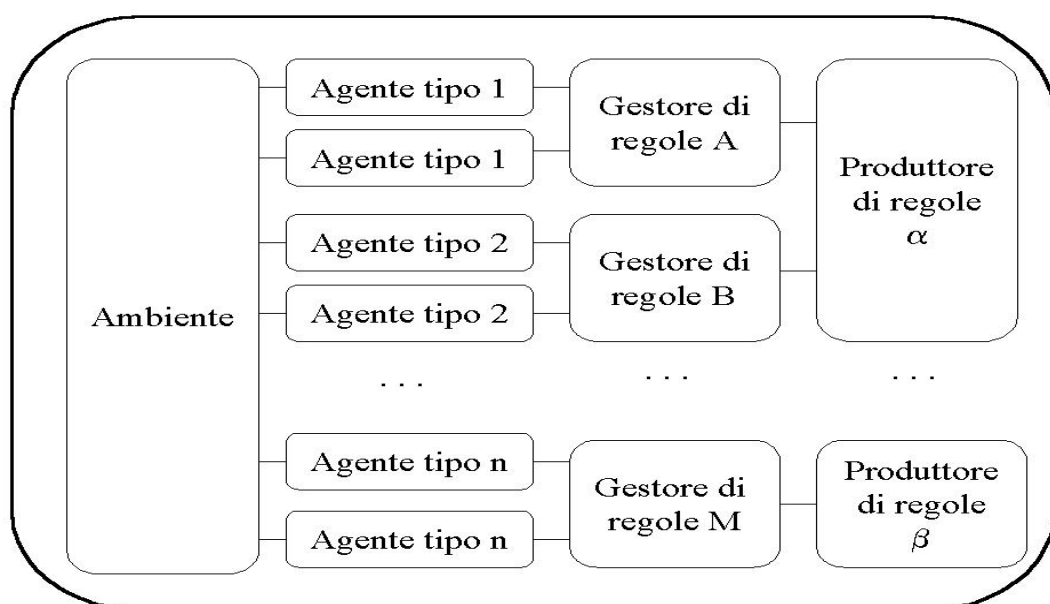 Ambiente
Agente tipo 1
Agente tipo 1
Agente tipo 2
Agente tipo 2
. . .
Agente tipo n
Agente tipo n
Gestore di
regole A
Gestore di
regole B
. . .
Gestore di
regole M
Produttore
di regole
α
. . .
Produttore
di regole
β